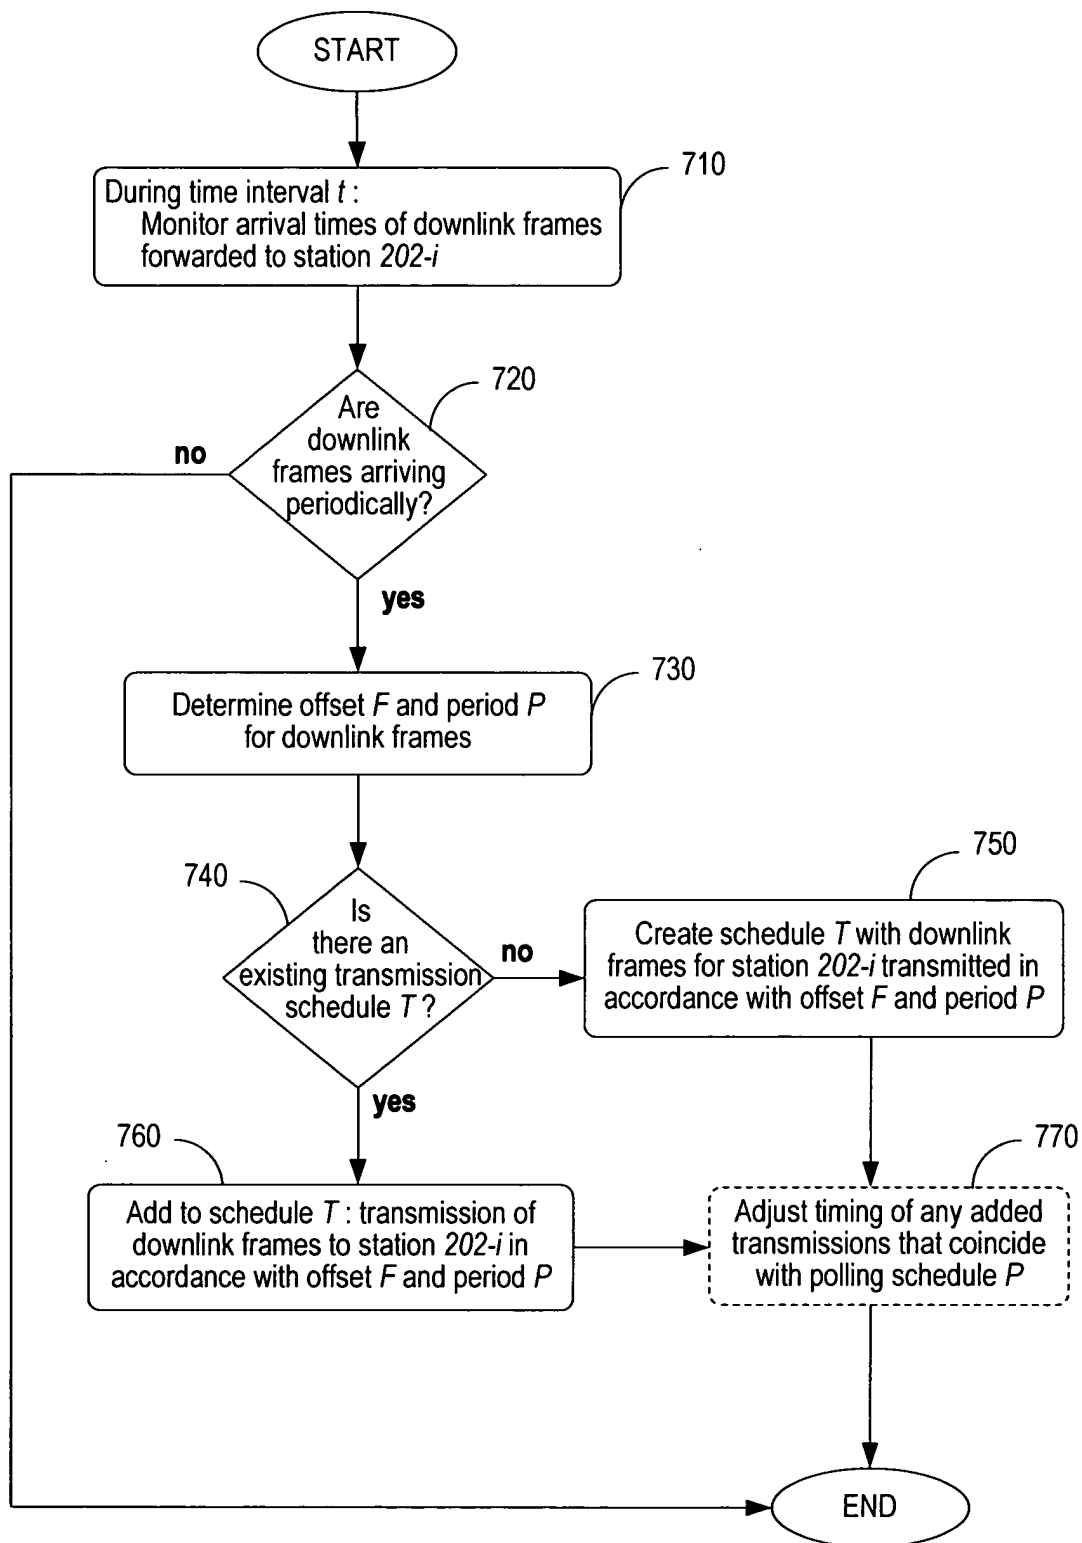 START
710
During time interval t :
Monitor arrival times of downlink frames
forwarded to station 202-i
720
Are
downlink
frames arriving
periodically?
no
yes
730
Determine offset F and period P
for downlink frames
740
Is
there an
existing transmission
schedule T ?
no
750
Create schedule T with downlink
frames for station 202-i transmitted in
accordance with offset F and period P
yes
760
Add to schedule T : transmission of
downlink frames to station 202-i in
accordance with offset F and period P
770
Adjust timing of any added
transmissions that coincide
with polling schedule P
END